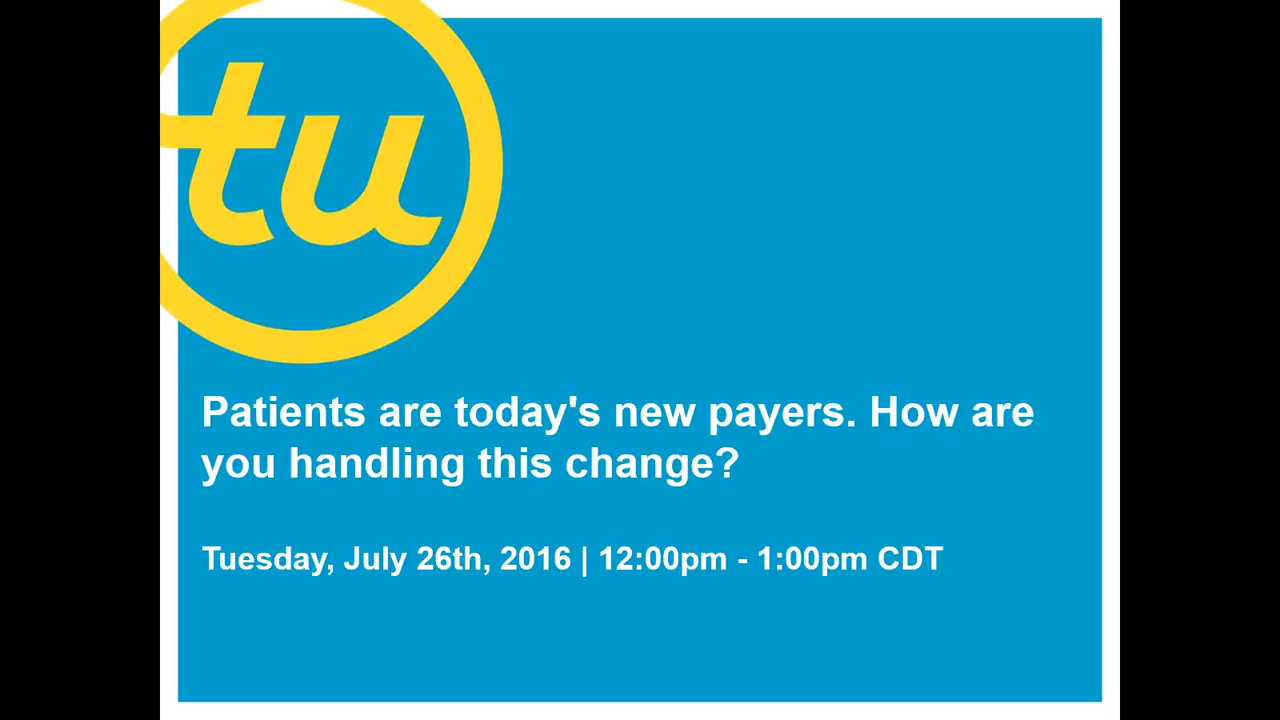 tu
Patients are today's new payers. How are
you handling this change?
Tuesday, July 26th, 2016 | 12:00pm - 1:00pm CDT